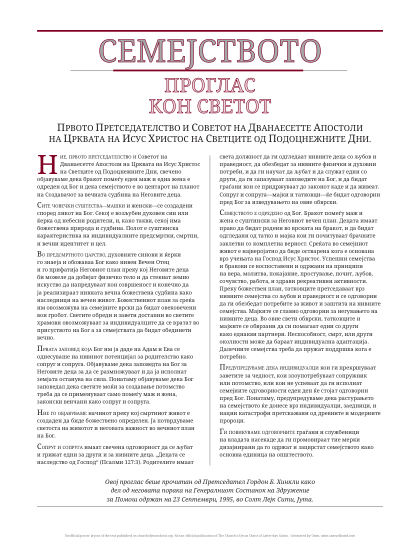 СЕМЕЈСТВОТО
ПРОГЛАС
КОН СВЕТОТ
Првото Претседателство и Советот на Дванаесетте Апостоли
на Црквата на Исус Христос на Светците од Подоцнежните Дни.
Ние, првото претседателство и Советот на
Дванаесете Апостоли на Црквата на Исус Христос
на Светците од Подоцнежните Дни, свечено
објавуваме дека бракот помеѓу еден маж и една жена е
одреден од Бог и дека семејството е во центарот на планот
на Создателот за вечната судбина на Неговите деца.
Сите човечки суштества—машки и женски—се создадени
според ликот на Бог. Секој е возљубен духовен син или
ќерка од небески родители, и, како такви, секој има
божествена природа и судбина. Полот е суштинска
карактеристика на индивидуалните предсмртни, смртни,
и вечни идентитет и цел.
Во предсмртното царство, духовните синови и ќерки
го знаеја и обожаваа Бог како нивен Вечен Отец
и го прифатија Неговиот план преку кој Неговите деца
би можеле да добијат физичко тело и да стекнат земно
искуство да напредуваат кон совршеност и конечно да
ја реализираат нивната вечна божествена судбина како
наследници на вечен живот. Божествениот план за среќа
им овозможува на семејните врски да бидат овековечени
кон гробот. Светите обреди и завети достапни во светите
храмови овозможуваат за индивидуалците да се вратат во
присуството на Бог и за семејствата да бидат обединети
вечно.
Првата заповед која Бог им ја даде на Адам и Ева се
однесуваше на нивниот потенцијал за родителство како
сопруг и сопруга. Објавуваме дека заповедта на Бог за
Неговите деца за да се размножуваат и да ја исполнат
земјата останува на сила. Понатаму објавуваме дека Бог
заповедал дека светите моќи за создавање потомство
треба да се применуваат само помеѓу маж и жена,
законски венчани како сопруг и сопруга.
Ние го објавуваме начинот преку кој смртниот живот е
создаден да биде божествено определен. Ја потврдуваме
светоста на животот и неговата важност во вечниот план
на Бог.
Сопруг и сопруга имаат свечена одговорност да се љубат
и грижат еден за друг и за нивните деца. „Децата се
наследство од Господ“ (Псалми 127:3). Родителите имаат
света должност да ги одгледаат нивните деца со љубов и
праведност, да обезбедат за нивните физички и духовни
потреби, и да ги научат да љубат и да служат еден со
други, да ги запазуваат заповедите на Бог, и да бидат
граѓани кои се придржуваат до законот каде и да живеат.
Сопруг и сопруга—мајки и татковци—ќе бидат одговорни
пред Бог за извршувањето на овие обврски.
Семејството е одредено од Бог. Бракот помеѓу маж и
жена е суштински за Неговиот вечен план. Децата имаат
право да бидат родени во врската на бракот, и да бидат
одгледани од татко и мајка кои ги почитуваат брачните
заклетви со комплетна верност. Среќата во семејниот
живот е најверојатно да биде остварена кога е основана
врз учењата на Господ Исус Христос. Успешни семејства
и бракови се воспоставени и одржани на принципите
на вера, молитва, покајание, простување, почит, љубов,
сочувство, работа, и здрави рекреативни активности.
Преку божествен план, татковците претседаваат врз
нивните семејства со љубов и праведност и се одговорни
да ги обезбедат потребите за живот и заштита на нивните
семејства. Мајките се главно одговорни за негувањето на
нивните деца. Во овие свети обврски, татковците и
мајките се обврзани да си помагаат еден со други
како еднакви партнери. Неспособност, смрт, или други
околности може да бараат индивидуална адаптација.
Далечните семејства треба да пружат поддршка кога е
потребно.
Предупредуваме дека индивидуалци кои ги прекршуваат
заветите за чедност, кои злоупотребуваат сопружник
или потомство, или кои не успеваат да ги исполнат
семејните одговорности еден ден ќе стојат одговорни
пред Бог. Понатаму, предупредуваме дека распуѓањето
на семејството ќе донесе врз индивидуалци, заедници, и
нации катастрофи претскажани од древните и модерните
пророци.
Ги повикуваме одговорните граѓани и службеници
на владата насекаде да ги промовираат тие мерки
дизајнирани да го одржат и зацврстат семејството како
основна единица на општеството.
Овој проглас беше прочитан од Претседател Гордон Б. Хинкли како
дел од неговата порака на Генералниот Состанок на Здружение
за Помош одржан на 23 Септември, 1995, во Солт Лејк Сити, Јута.